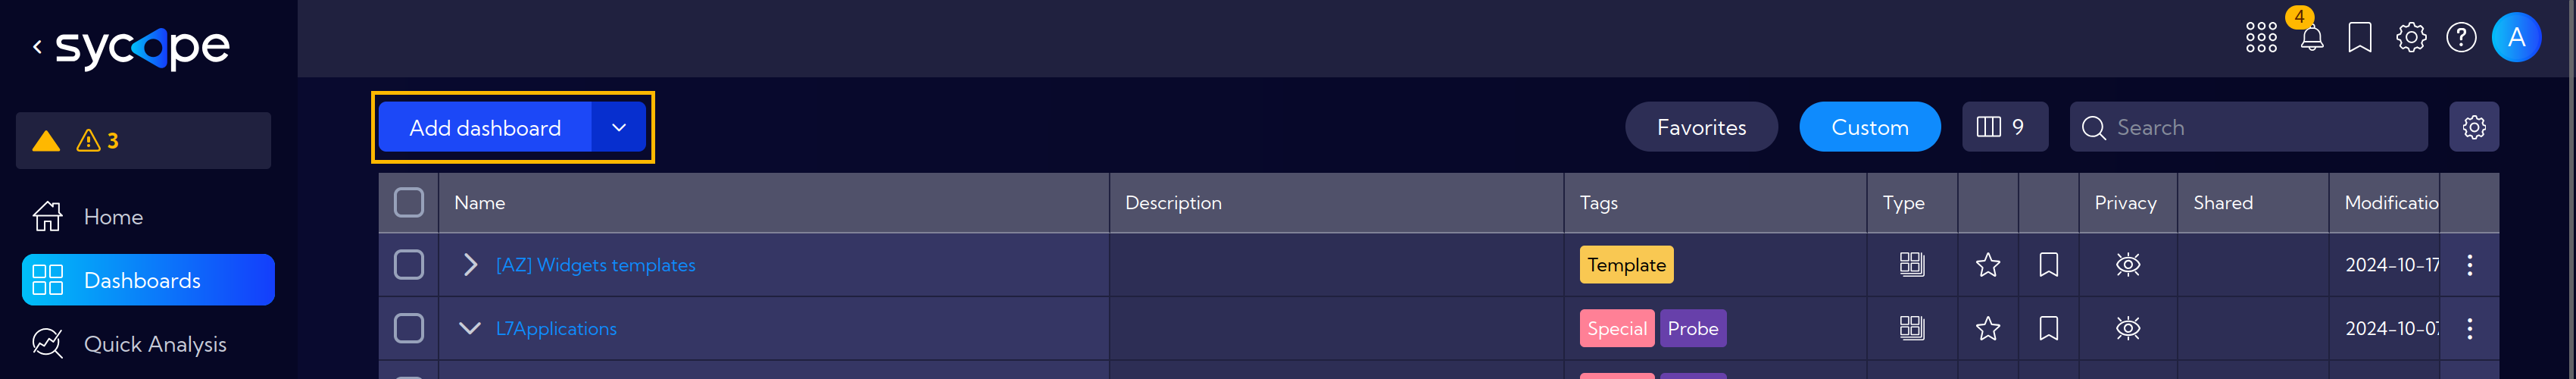 sycope
4
A
Add dashboard
Favorites
Custom
9
Search
3
Name
Description
Tags
Type
Privacy
Shared
Modificatio
Home
[AZ] Widgets templates
Template
2024-10-17
Dashboards
L7Applications
Special
Probe
2024-10-07
Quick Analysis